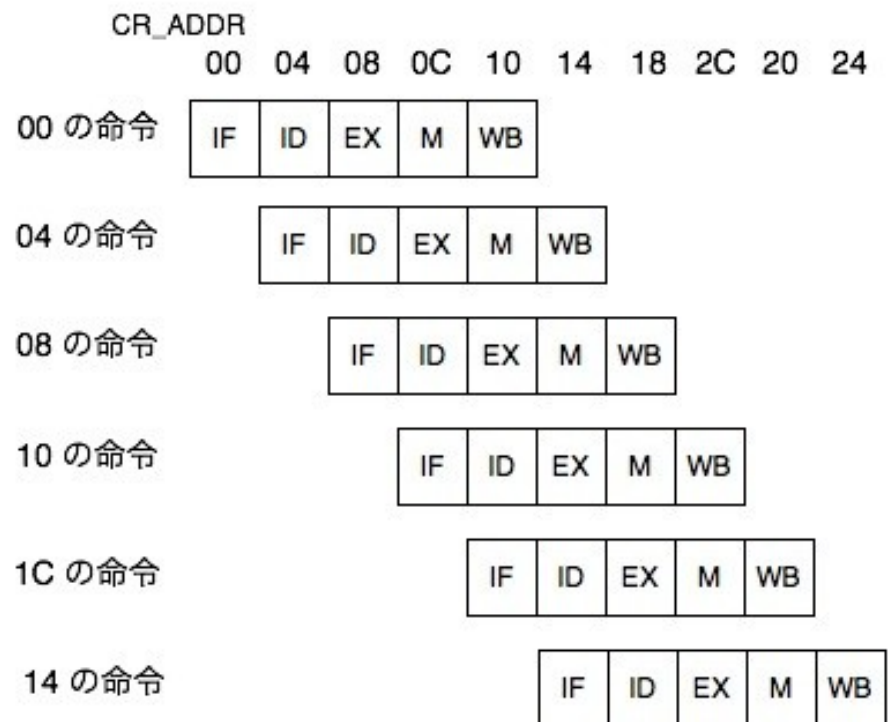 CR_ADDR
00 04 08 0C 10 14 18 2C 20 24
00 の命令 IF ID EX M WB
04 の命令 IF ID EX M WB
08 の命令 IF ID EX M WB
10 の命令 IF ID EX M WB
1C の命令 IF ID EX M WB
14 の命令 IF ID EX M WB